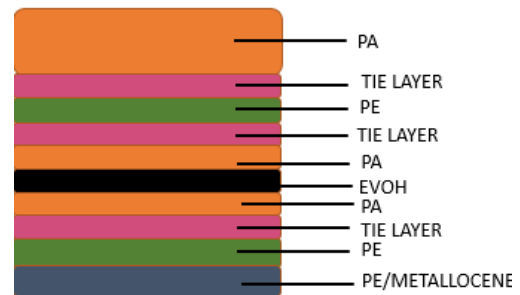 PA
TIE LAYER
PE
TIE LAYER
PA
EVOH
PA
TIE LAYER
PE
PE/METALLOCENE